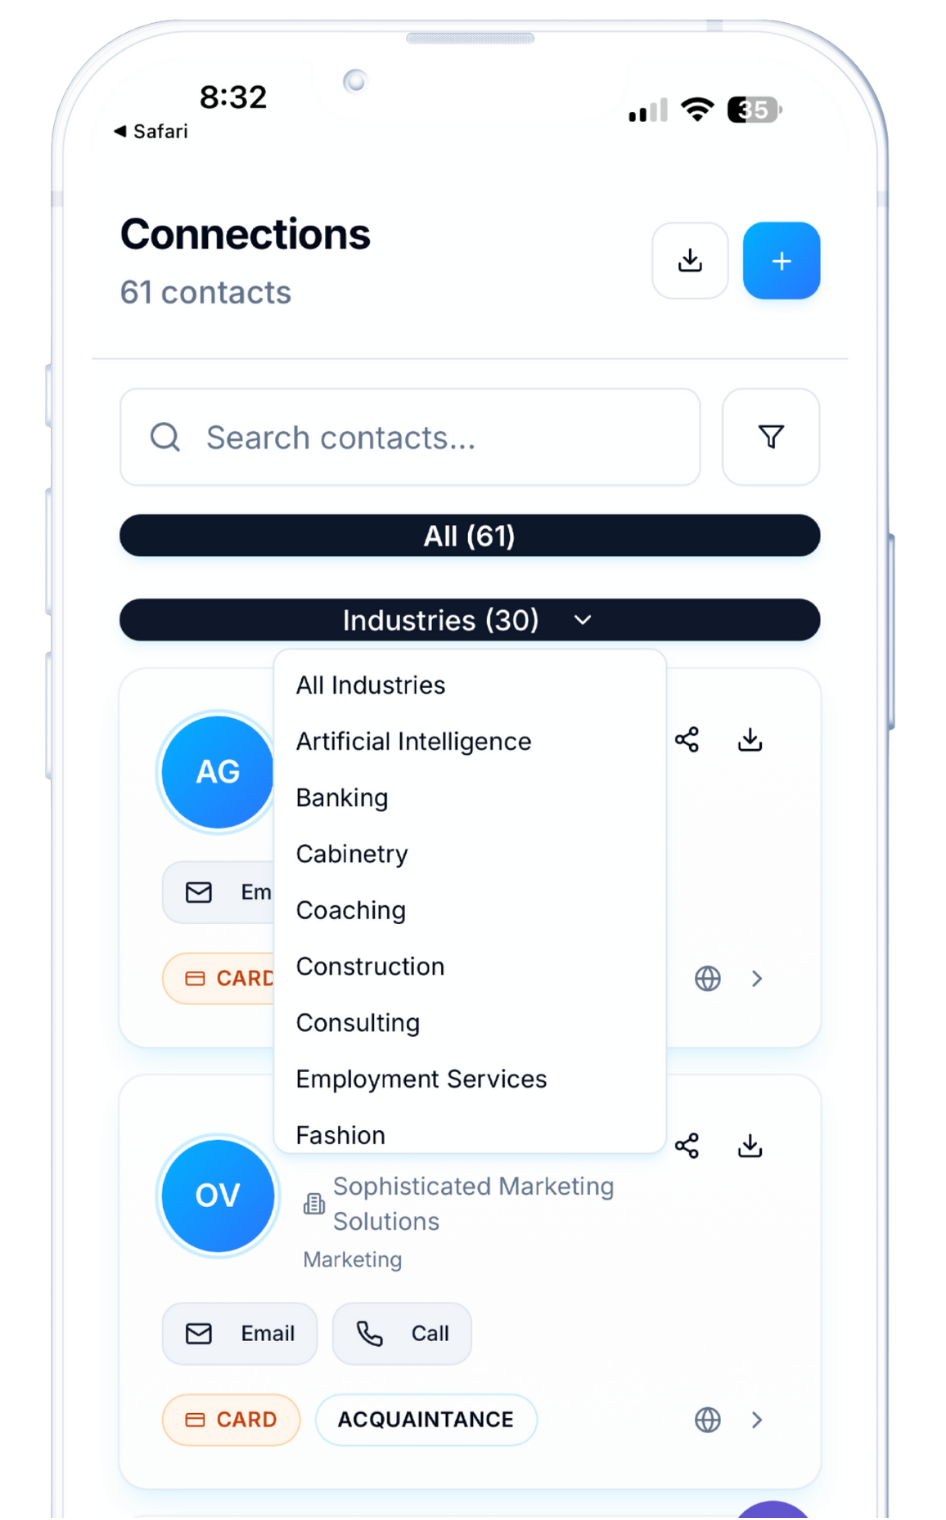 8:32
35
◀ Safari
Connections
61 contacts
Search contacts...
All (61)
Industries (30)
All Industries
Artificial Intelligence
Banking
Cabinetry
Coaching
Construction
Consulting
Employment Services
Fashion
AG
Em
CARD
OV
Sophisticated Marketing
Solutions
Marketing
Email
Call
CARD
ACQUAINTANCE